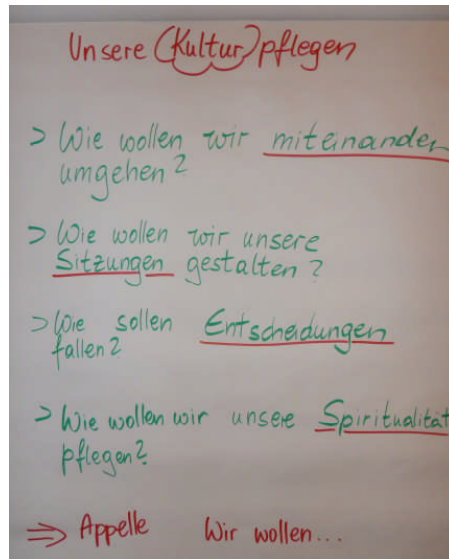 Unsere (Kultur) pflegen
> Wie wollen wir miteinander
umgehen?
> Wie wollen wir unsere
Sitzungen gestalten?
> Wie sollen Entscheidungen
fallen?
> Wie wollen wir unsere Spiritualität
pflegen?
⇒ Appelle Wir wollen...